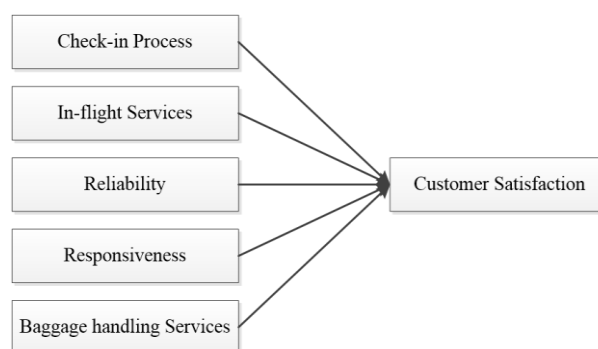 Check-in Process
In-flight Services
Reliability
Customer Satisfaction
Responsiveness
Baggage handling Services